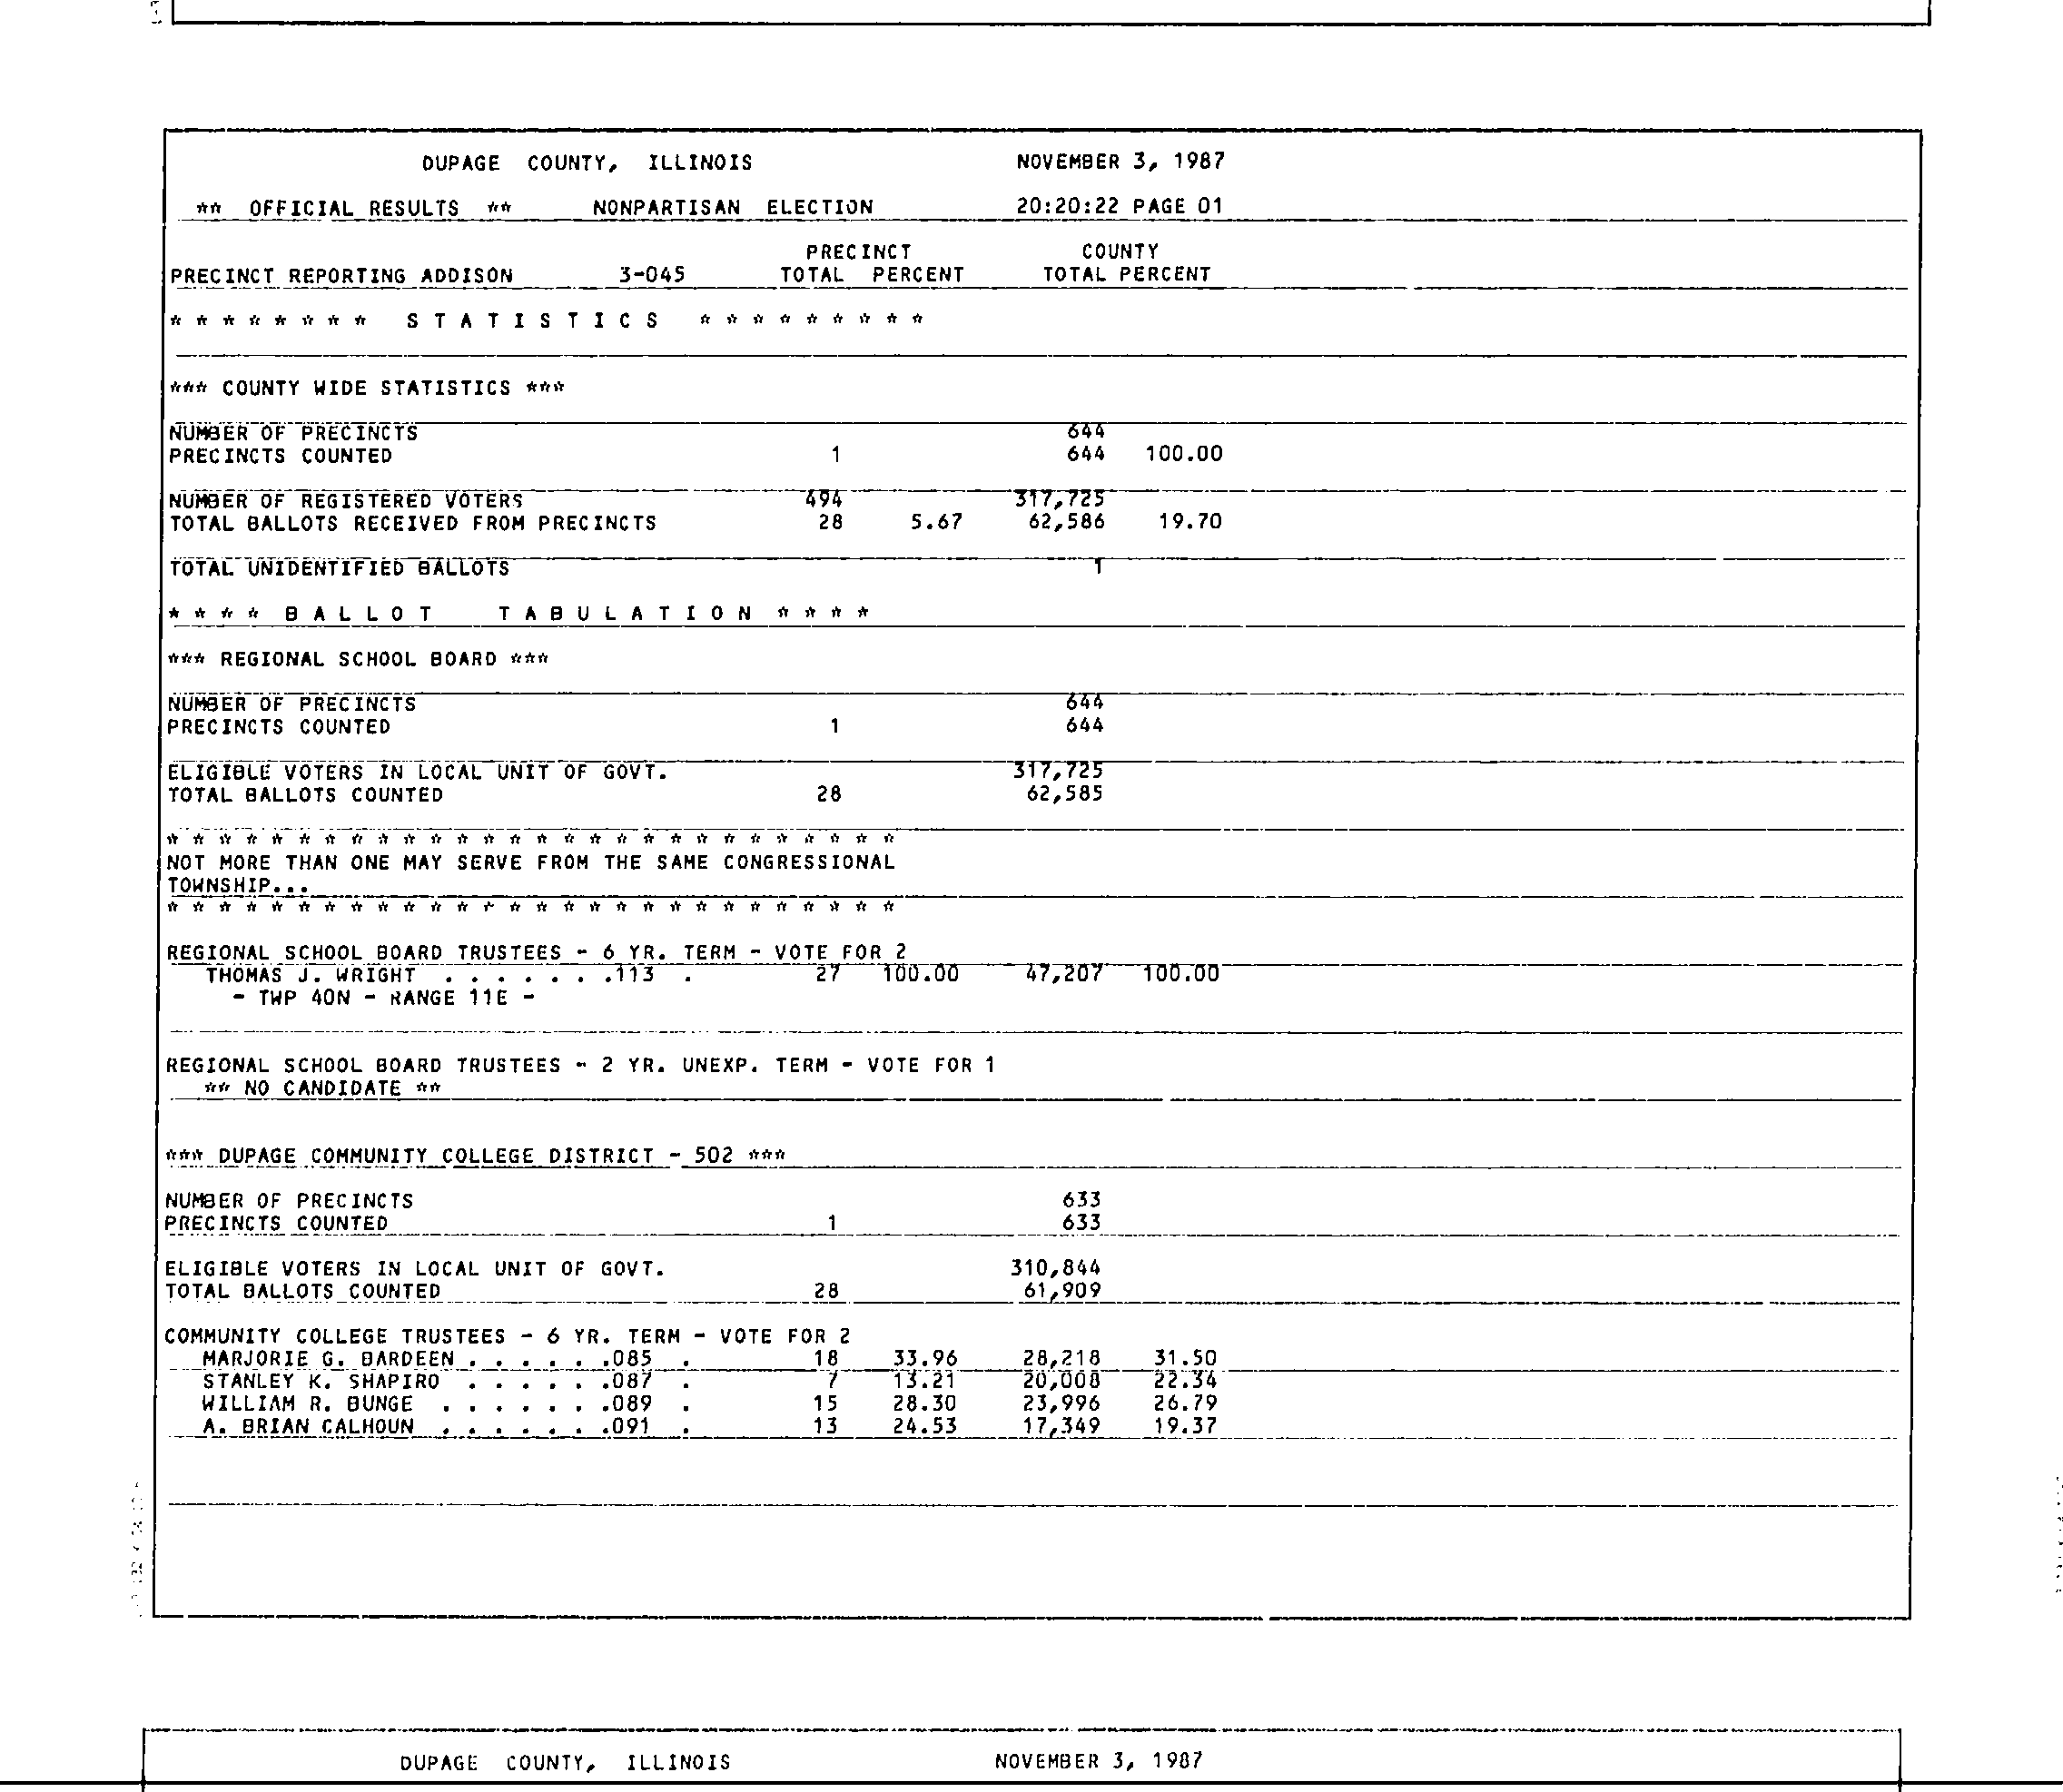 DUPAGE COUNTY, ILLINOIS NOVEMBER 3, 1987
** OFFICIAL RESULTS ** NONPARTISAN ELECTION 20:20:22 PAGE 01
PRECINCT COUNTY
PRECINCT REPORTING ADDISON 3-045 TOTAL PERCENT TOTAL PERCENT
* * * * * * * * S T A T I S T I C S * * * * * * * * *
*** COUNTY WIDE STATISTICS ***
NUMBER OF PRECINCTS 644
PRECINCTS COUNTED 1 644 100.00
NUMBER OF REGISTERED VOTERS 494 317,725
TOTAL BALLOTS RECEIVED FROM PRECINCTS 28 5.67 62,586 19.70
TOTAL UNIDENTIFIED BALLOTS 1
* * * * B A L L O T T A B U L A T I O N * * * *
*** REGIONAL SCHOOL BOARD ***
NUMBER OF PRECINCTS 644
PRECINCTS COUNTED 1 644
ELIGIBLE VOTERS IN LOCAL UNIT OF GOVT. 317,725
TOTAL BALLOTS COUNTED 28 62,585
* * * * * * * * * * * * * * * * * * * * * * * * * * * *
NOT MORE THAN ONE MAY SERVE FROM THE SAME CONGRESSIONAL
TOWNSHIP...
* * * * * * * * * * * * * * * * * * * * * * * * * * * *
REGIONAL SCHOOL BOARD TRUSTEES - 6 YR. TERM - VOTE FOR 2
THOMAS J. WRIGHT . . . . . . .113 . 27 100.00 47,207 100.00
- TWP 40N - RANGE 11E -
REGIONAL SCHOOL BOARD TRUSTEES - 2 YR. UNEXP. TERM - VOTE FOR 1
** NO CANDIDATE **
*** DUPAGE COMMUNITY COLLEGE DISTRICT - 502 ***
NUMBER OF PRECINCTS 633
PRECINCTS COUNTED 1 633
ELIGIBLE VOTERS IN LOCAL UNIT OF GOVT. 310,844
TOTAL BALLOTS COUNTED 28 61,909
COMMUNITY COLLEGE TRUSTEES - 6 YR. TERM - VOTE FOR 2
MARJORIE G. BARDEEN . . . . . .085 . 18 33.96 28,218 31.50
STANLEY K. SHAPIRO . . . . . .087 . 7 13.21 20,008 22.34
WILLIAM R. BUNGE . . . . . . .089 . 15 28.30 23,996 26.79
A. BRIAN CALHOUN . . . . . . .091 . 13 24.53 17,349 19.37
DUPAGE COUNTY, ILLINOIS NOVEMBER 3, 1987